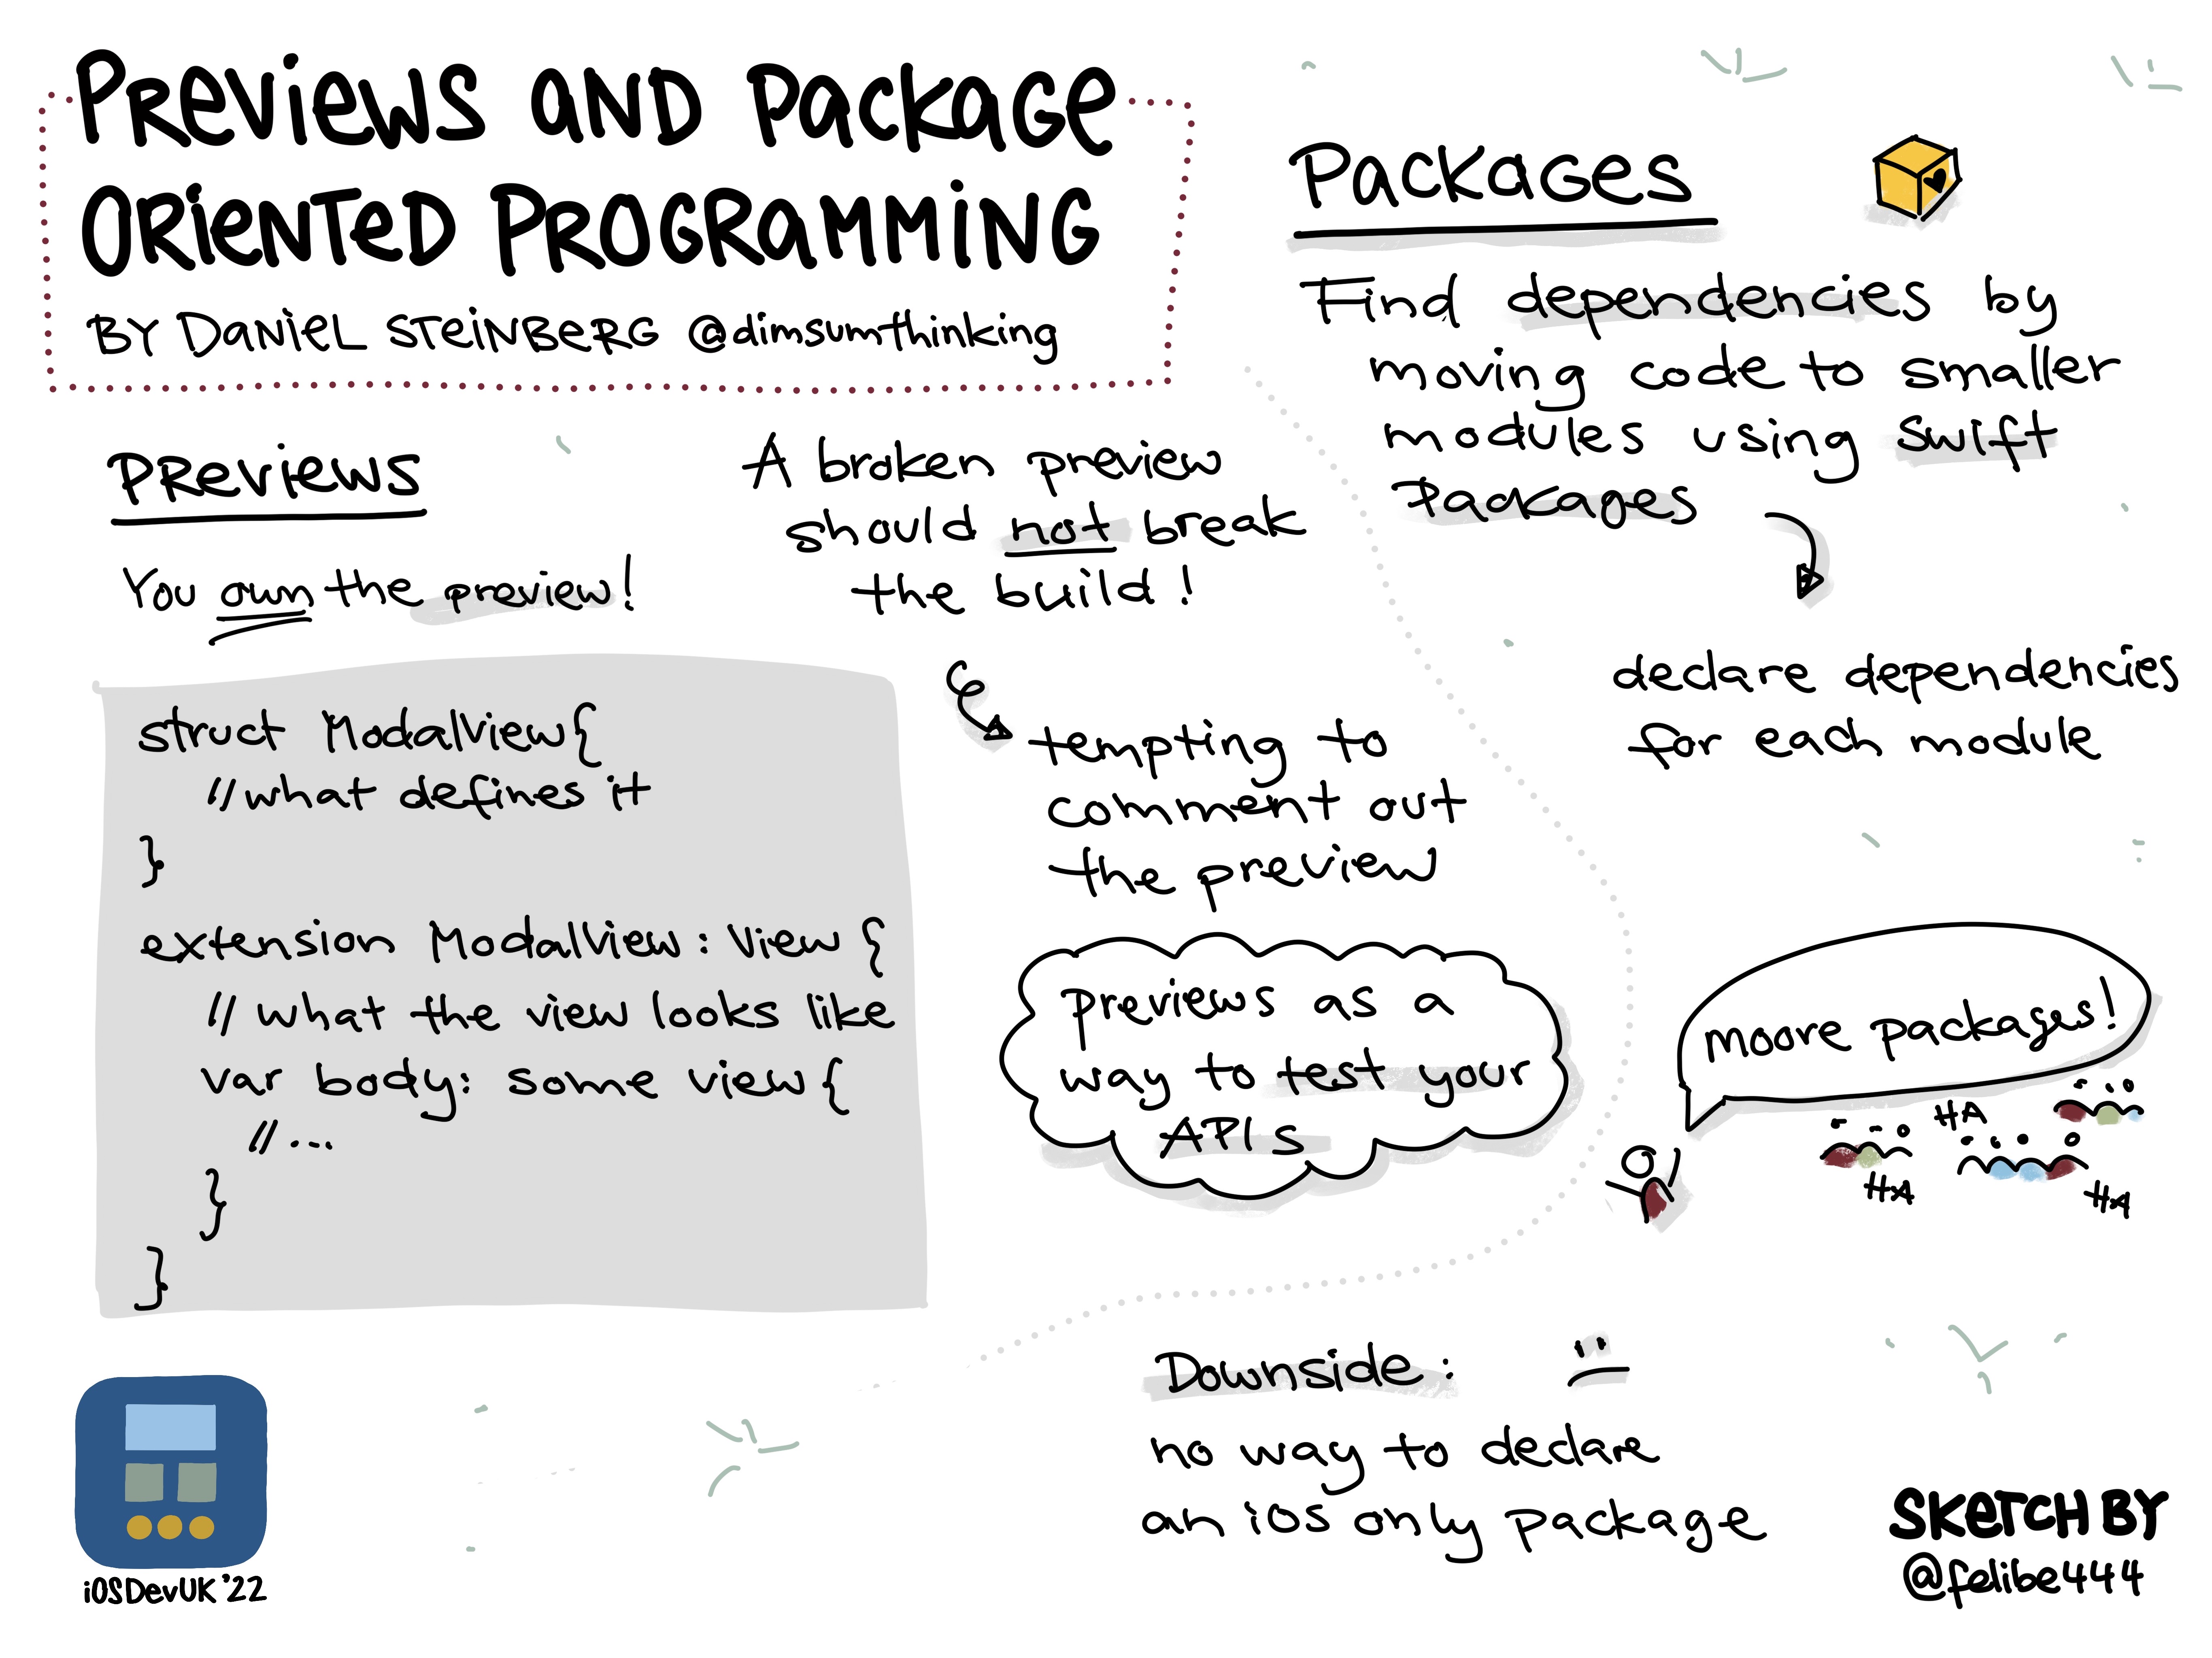 Previews and Package
Oriented Programming
BY DANIEL STEINBERG @dimsumthinking
Previews
You own the preview!
struct ModalView{
//what defines it
}
extension ModalView: View {
// what the view looks like
var body: some view {
// ...
}
}
A broken preview
should not break
the build!
tempting to
comment out
the preview
previews as a
way to test your
APIs
Packages
Find dependencies by
moving code to smaller
modules using Swift
Packages
declare dependencies
for each module
moore packages!
HA
HA
HA
Downside:
no way to declare
an iOS only package
iOSDevUK'22
SKETCH BY
@felibe444